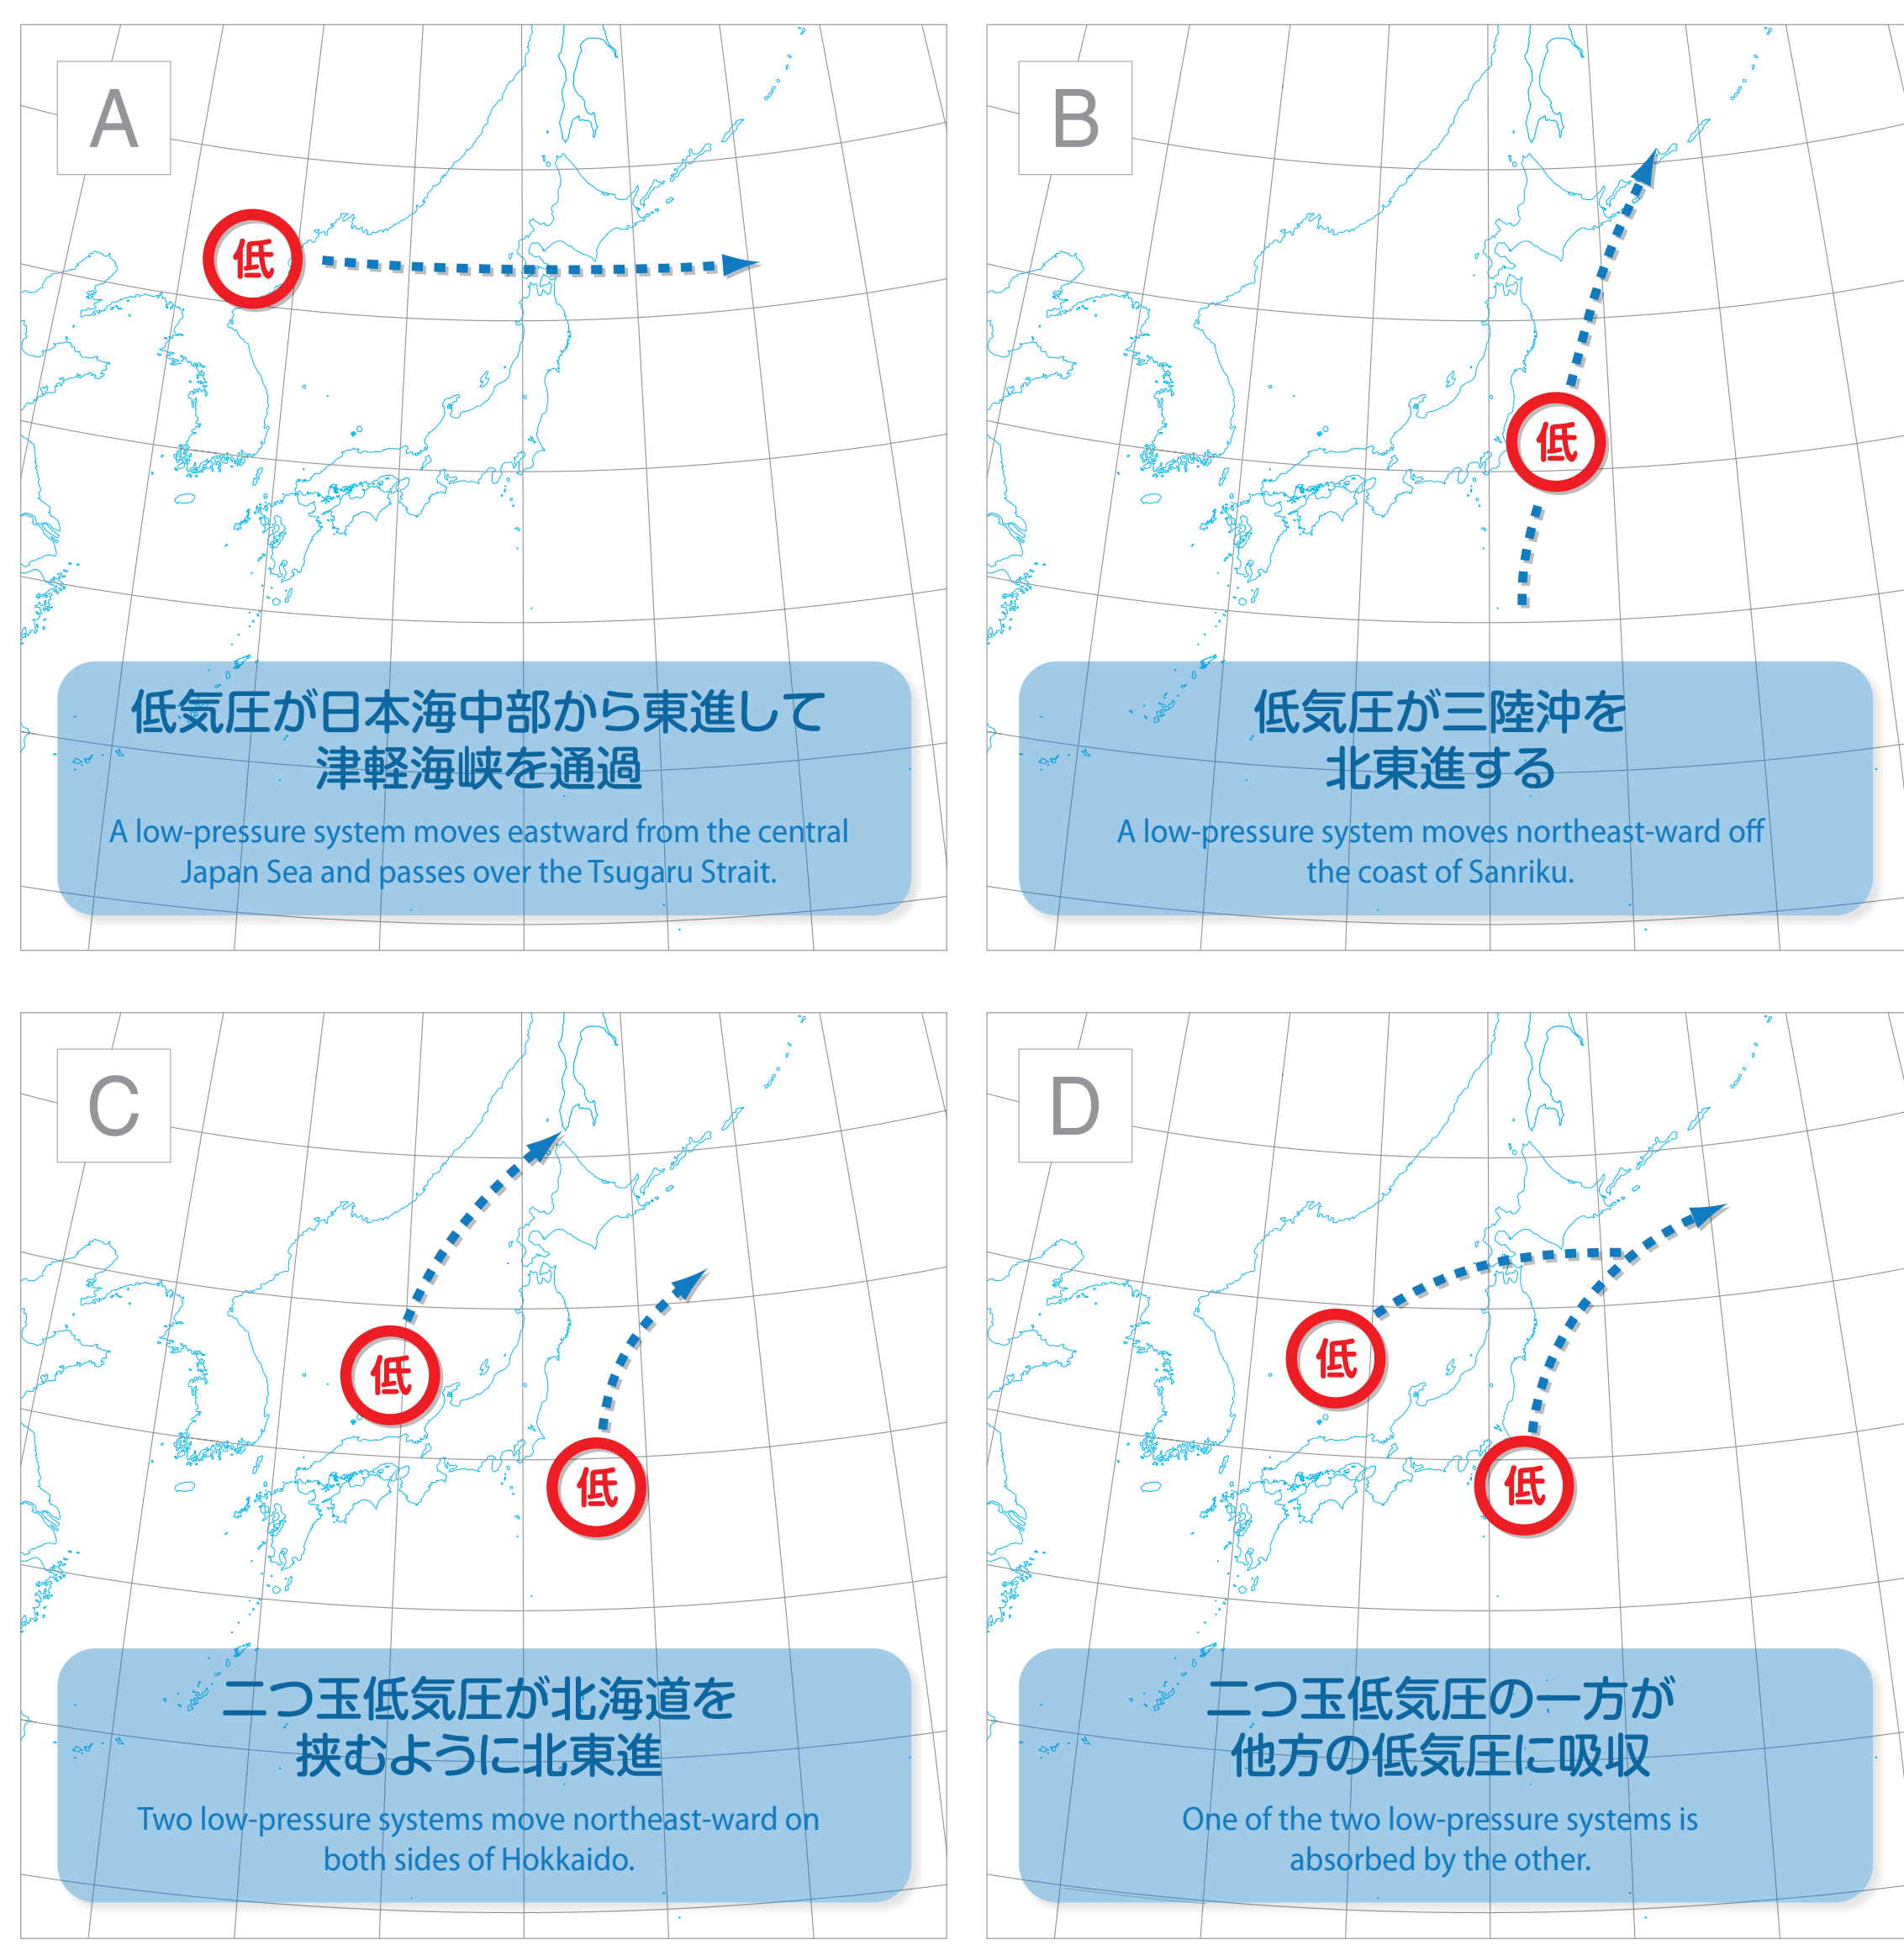 A
低
低気圧が日本海中部から東進して
津軽海峡を通過
A low-pressure system moves eastward from the central
Japan Sea and passes over the Tsugaru Strait.
B
低
低気圧が三陸沖を
北東進する
A low-pressure system moves northeast-ward off
the coast of Sanriku.
C
低
低
二つ玉低気圧が北海道を
挟むように北東進
Two low-pressure systems move northeast-ward on
both sides of Hokkaido.
D
低
低
二つ玉低気圧の一方が
他方の低気圧に吸収
One of the two low-pressure systems is
absorbed by the other.